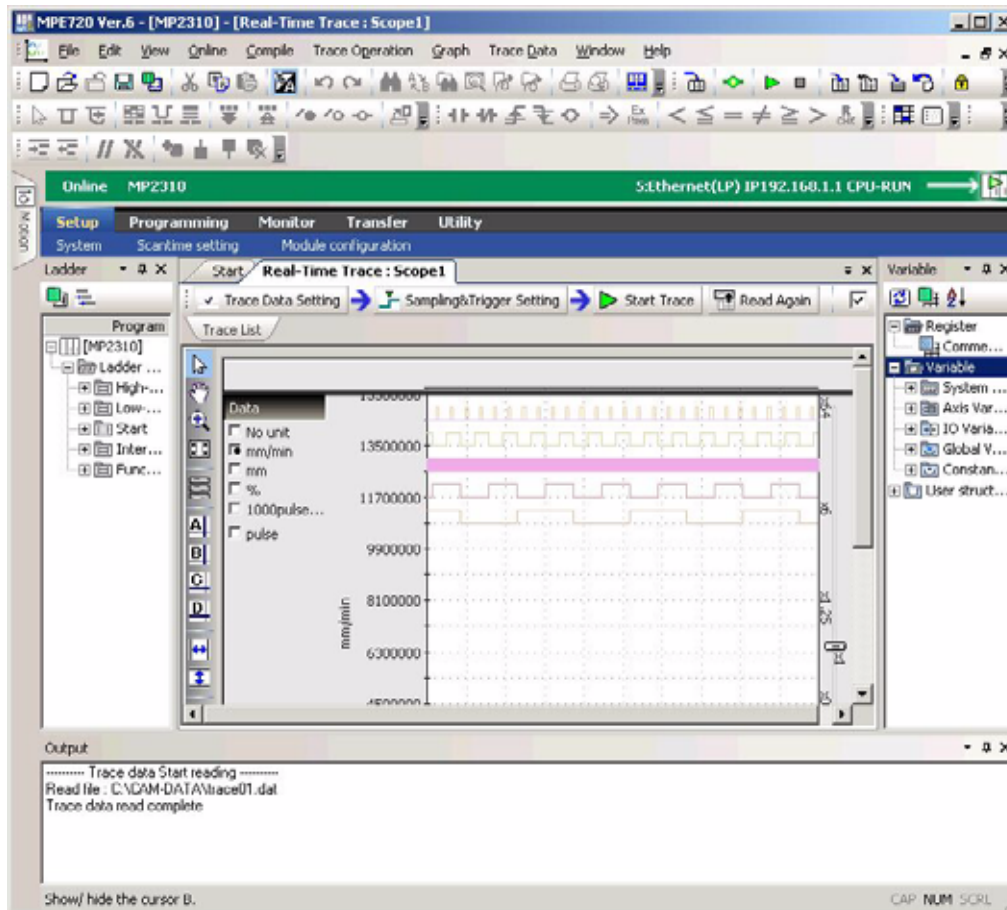 MPE720 Ver.6 - [MP2310] - [Real-Time Trace : Scope1]
File Edit View Online Compile Trace Operation Graph Trace Data Window Help
Online MP2310 5:Ethernet(LP) IP192.168.1.1 CPU-RUN
Setup Programming Monitor Transfer Utility
System Scantime setting Module configuration
Motion
Ladder
Start Real-Time Trace : Scope1
Variable
Trace Data Setting Sampling&Trigger Setting Start Trace Read Again
Trace List
Program
[MP2310]
Ladder ...
High-...
Low-...
Start
Inter...
Func...
Data
No unit
mm/min
mm
%
1000pulse...
pulse
A
B
C
D
mm/min
13500000
11700000
9900000
8100000
6300000
Register
Comme...
Variable
System ...
Axis Var...
IO Varia...
Global V...
Constan...
User struct...
Output
---------- Trace data Start reading ----------
Read file : C:\CAM-DATA\trace01.dat
Trace data read complete
Show/ hide the cursor B.
CAP NUM SCRL